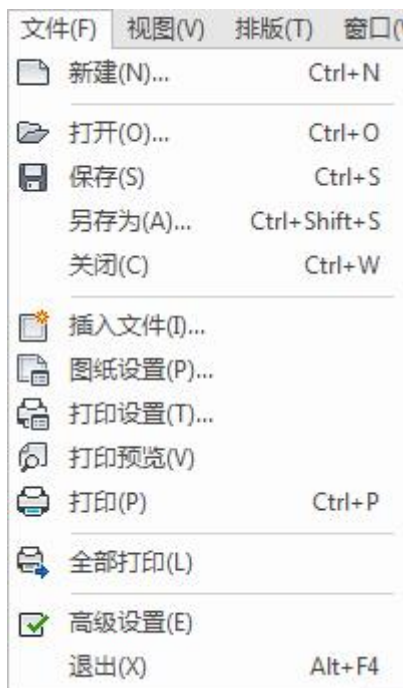 文件(F) 视图(V) 排版(T) 窗口(
新建(N)... Ctrl+N
打开(O)... Ctrl+O
保存(S) Ctrl+S
另存为(A)... Ctrl+Shift+S
关闭(C) Ctrl+W
插入文件(I)...
图纸设置(P)...
打印设置(T)...
打印预览(V)
打印(P) Ctrl+P
全部打印(L)
高级设置(E)
退出(X) Alt+F4